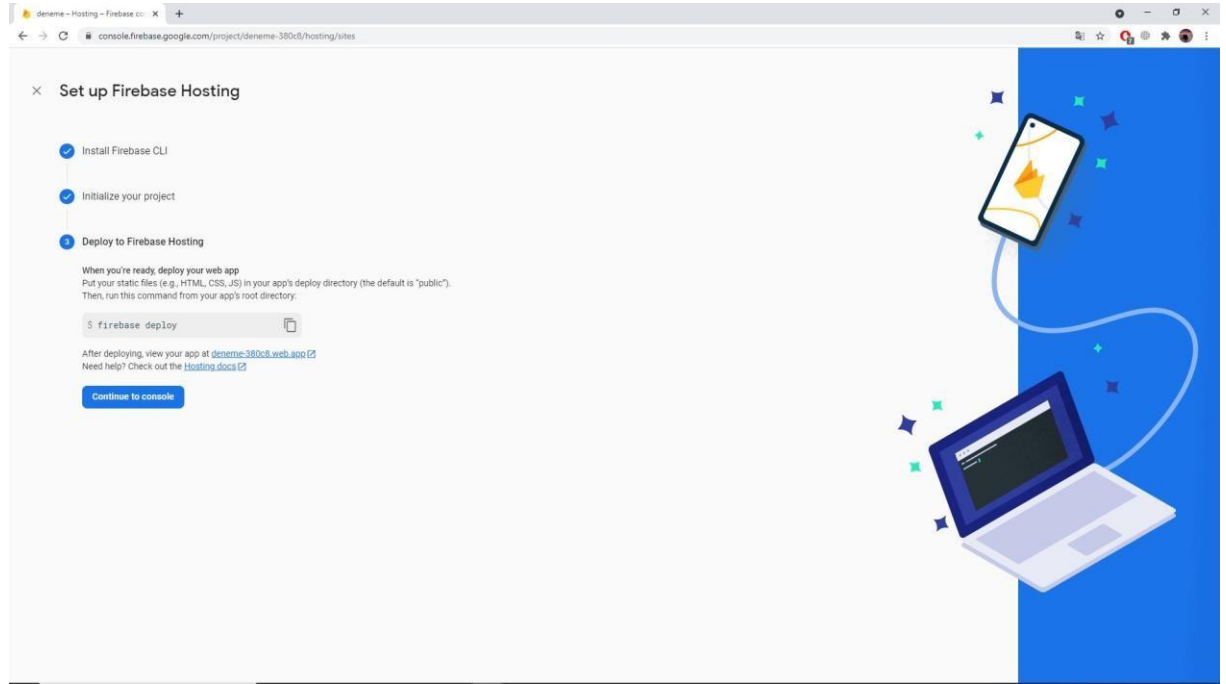 deneme – Hosting – Firebase co
console.firebase.google.com/project/deneme-380c8/hosting/sites
Set up Firebase Hosting
Install Firebase CLI
Initialize your project
3 Deploy to Firebase Hosting
When you're ready, deploy your web app
Put your static files (e.g., HTML, CSS, JS) in your app's deploy directory (the default is "public").
Then, run this command from your app's root directory:
$ firebase deploy
After deploying, view your app at deneme-380c8.web.app
Need help? Check out the Hosting docs
Continue to console